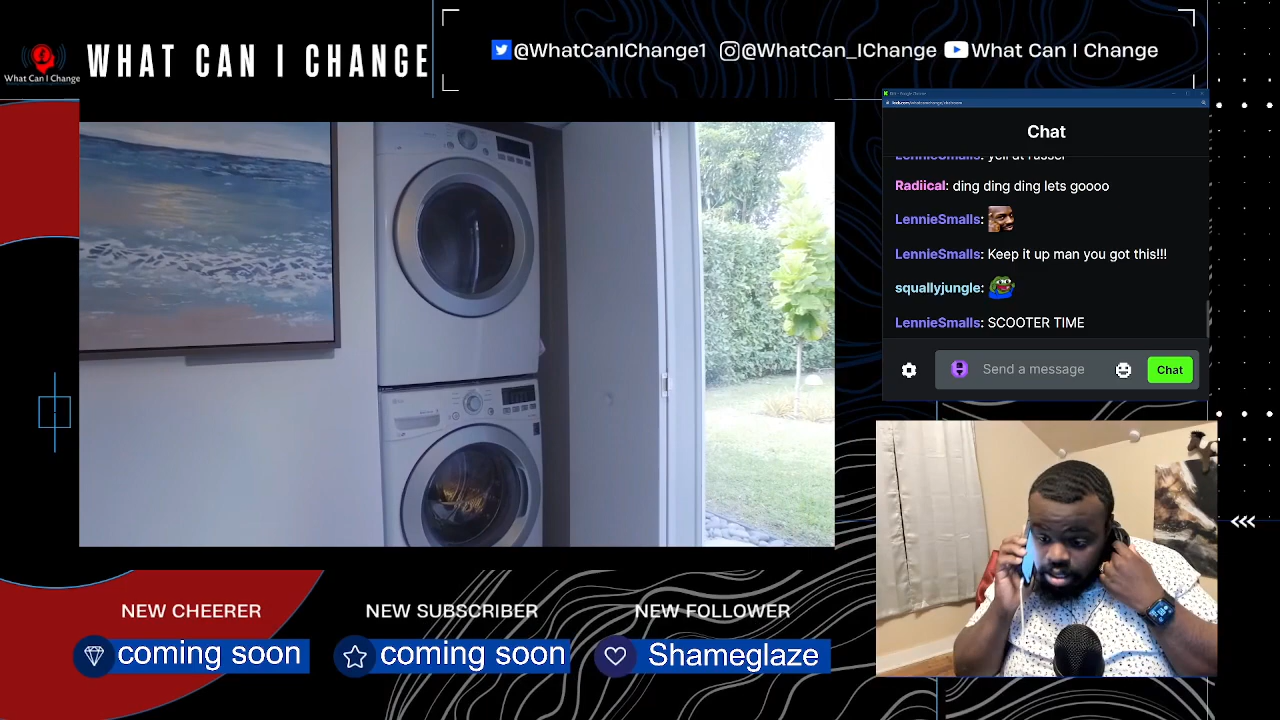 What Can I Change
WHAT CAN I CHANGE
@WhatCanIChange1
@WhatCan_IChange
What Can I Change
Chat
LennieSmalls:
Radiical: ding ding ding lets goooo
LennieSmalls:
LennieSmalls: Keep it up man you got this!!!
squallyjungle:
LennieSmalls: SCOOTER TIME
Send a message
Chat
NEW CHEERER
coming soon
NEW SUBSCRIBER
coming soon
NEW FOLLOWER
Shameglaze